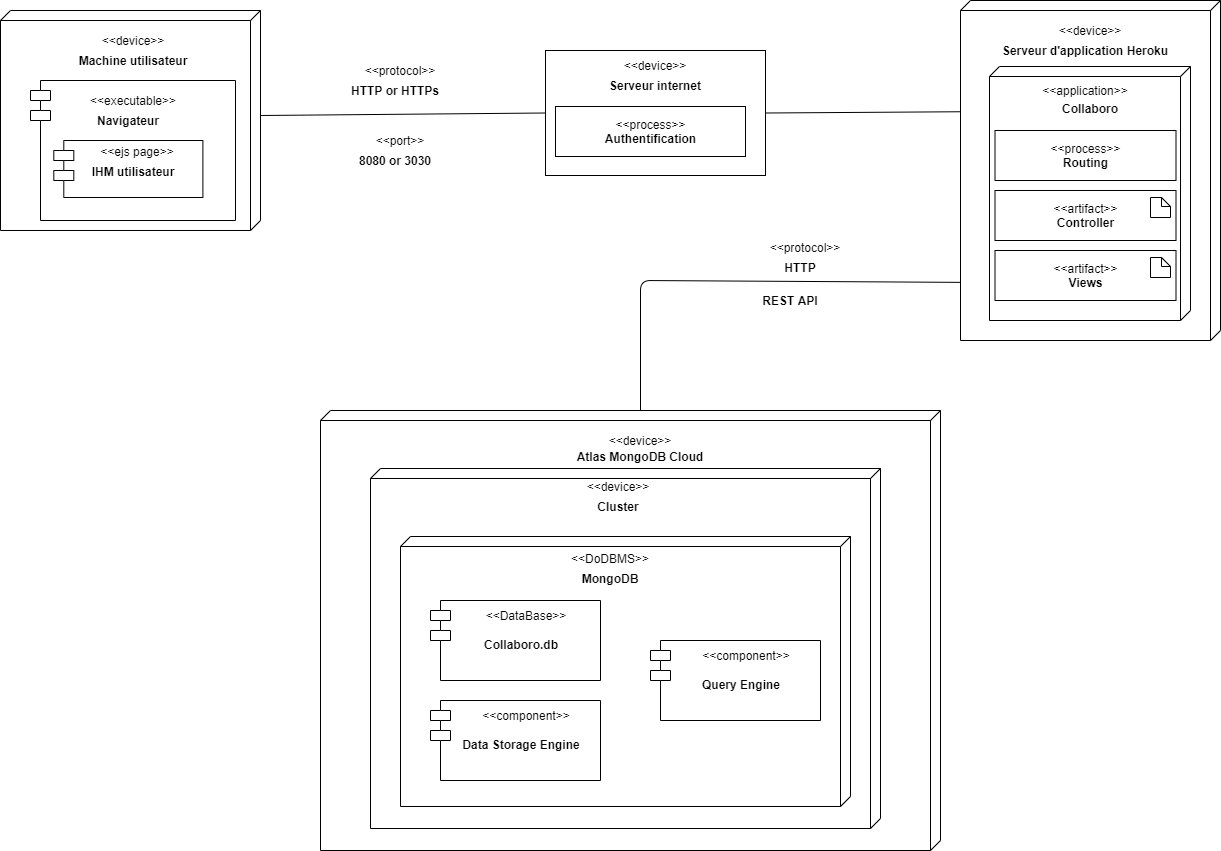 <<device>>
Machine utilisateur
<<executable>>
Navigateur
<<ejs page>>
IHM utilisateur
<<protocol>>
HTTP or HTTPs
<<port>>
8080 or 3030
<<device>>
Serveur internet
<<process>>
Authentification
<<device>>
Serveur d'application Heroku
<<application>>
Collaboro
<<process>>
Routing
<<artifact>>
Controller
<<artifact>>
Views
<<protocol>>
HTTP
REST API
<<device>>
Atlas MongoDB Cloud
<<device>>
Cluster
<<DoDBMS>>
MongoDB
<<DataBase>>
Collaboro.db
<<component>>
Query Engine
<<component>>
Data Storage Engine